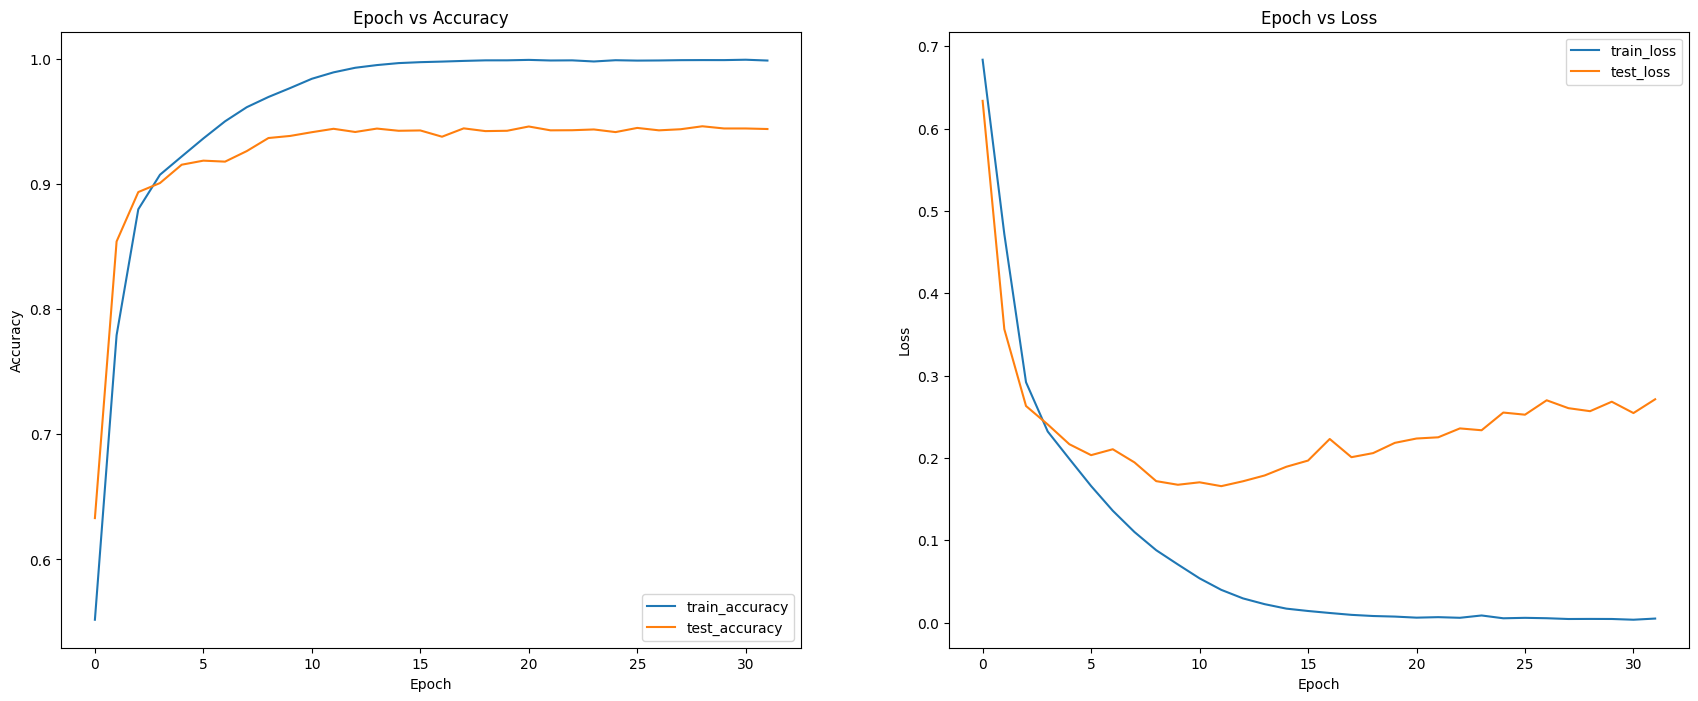 Epoch vs Accuracy
1.0
0.9
0.8
0.7
0.6
Accuracy
0 5 10 15 20 25 30
Epoch
train_accuracy
test_accuracy
Epoch vs Loss
0.7
0.6
0.5
0.4
0.3
0.2
0.1
0.0
Loss
0 5 10 15 20 25 30
Epoch
train_loss
test_loss